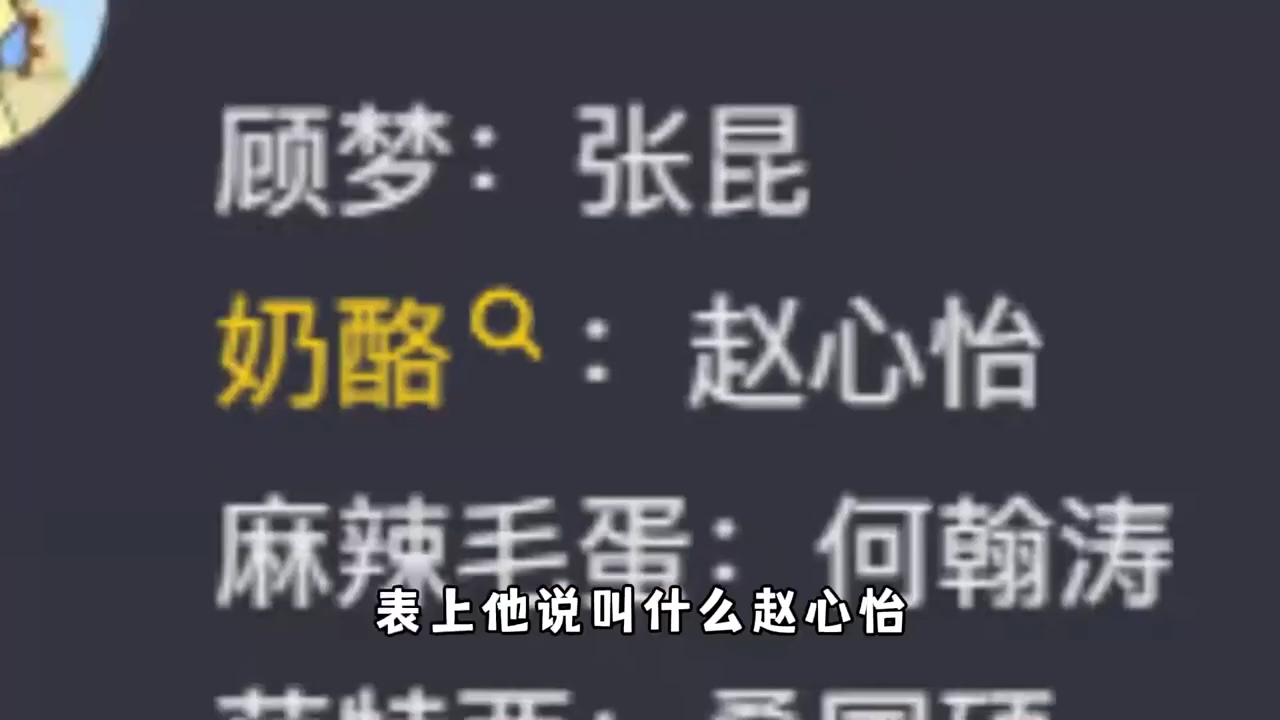 顾梦：张昆
奶酪：赵心怡
麻辣毛蛋：何翰涛
表上他说叫什么赵心怡